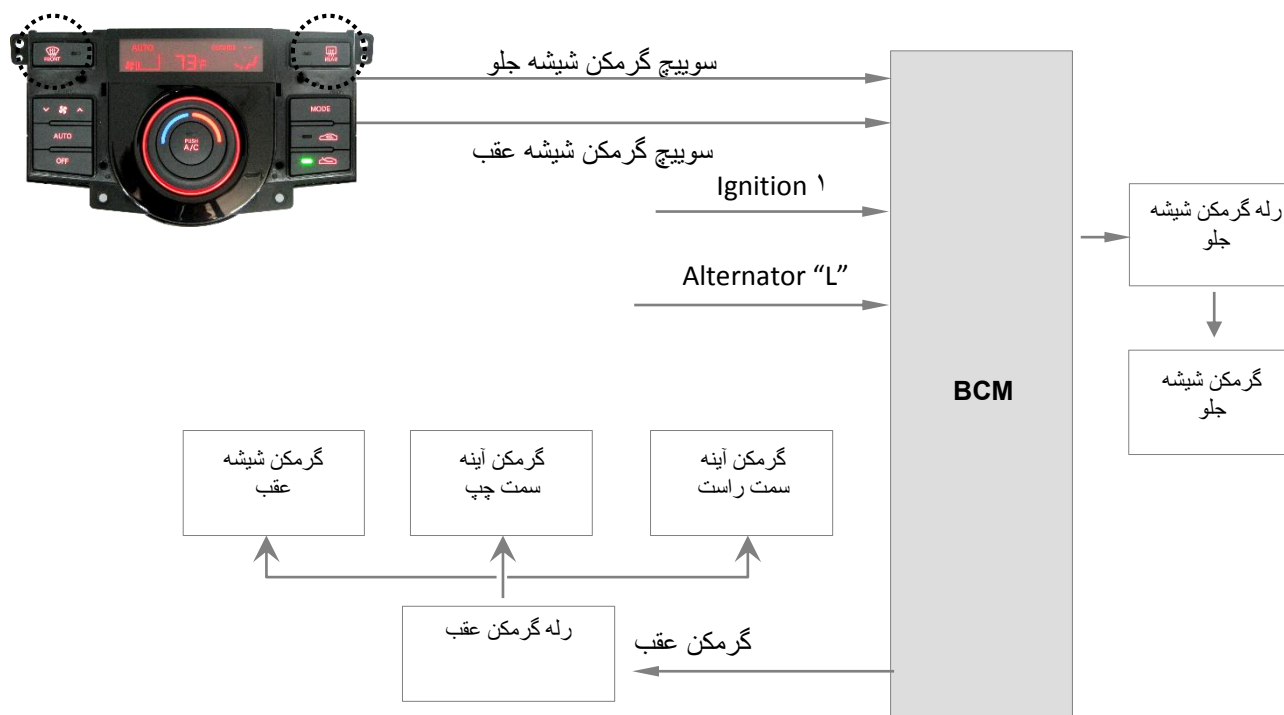 FRONT
AUTO
73°F
REAR
MODE
AUTO
PUSH
A/C
OFF
سوییچ گرمکن شیشه جلو
سوییچ گرمکن شیشه عقب
Ignition ۱
Alternator “L”
BCM
رله گرمکن شیشه
جلو
گرمکن شیشه
جلو
گرمکن آینه
سمت راست
گرمکن آینه
سمت چپ
گرمکن شیشه
عقب
رله گرمکن عقب
گرمکن عقب